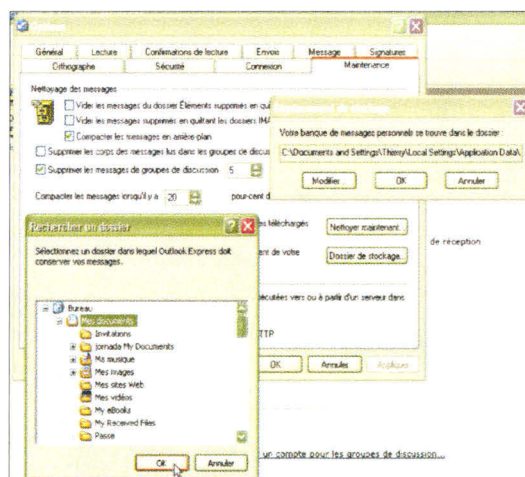 Options
Général Lecture Confirmations de lecture Envois Message Signatures
Orthographe Sécurité Connexion Maintenance
Nettoyage des messages
Vider les messages du dossier Éléments supprimés en qui
Vider les messages supprimés en quittant les dossiers IMA
Compacter les messages en arrière-plan
Supprimer les corps des messages lus dans les groupes de discus
Supprimer les messages de groupes de discussion 5
Compacter les messages lorsqu'il y a 20 pour-cent d
es téléchargés Nettoyer maintenant...
ant de votre Dossier de stockage...
écutées vers ou à partir d'un serveur dans
TTP
OK Annuler Appliquer
Votre banque de messages personnels se trouve dans le dossier :
C:\Documents and Settings\Thierry\Local Settings\Application Data\
Modifier OK Annuler
de réception
Rechercher un dossier
Sélectionnez un dossier dans lequel Outlook Express doit
conserver vos messages.
Bureau
Mes documents
Invitations
jornada My Documents
Ma musique
Mes images
Mes sites Web
Mes vidéos
My eBooks
My Received Files
Passe
OK Annuler
un compte pour les groupes de discussion...